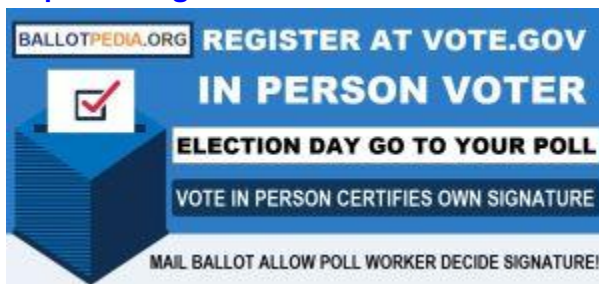 BALLOTPEDIA.ORG
REGISTER AT VOTE.GOV
IN PERSON VOTER
ELECTION DAY GO TO YOUR POLL
VOTE IN PERSON CERTIFIES OWN SIGNATURE
MAIL BALLOT ALLOW POLL WORKER DECIDE SIGNATURE!